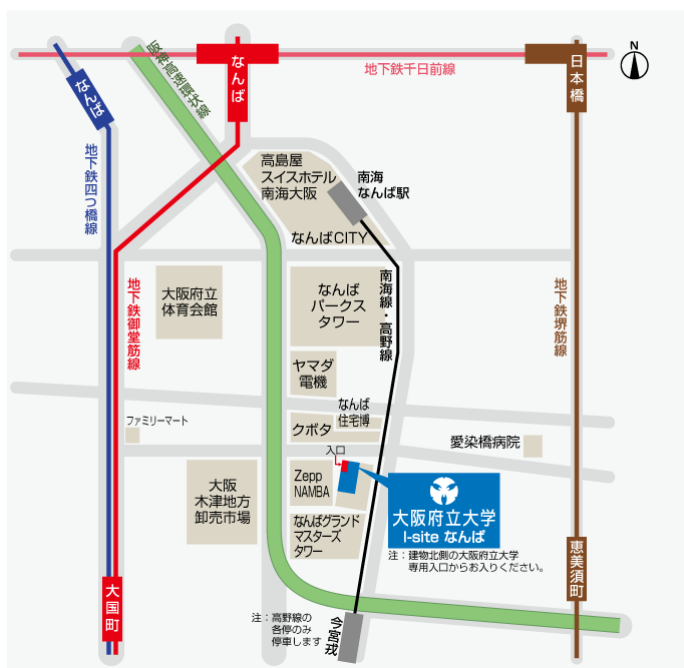 N
なんば
なんば
日本橋
地下鉄千日前線
阪神高速環状線
高島屋
スイスホテル
南海大阪
南海
なんば駅
なんばCITY
地下鉄四つ橋線
地下鉄御堂筋線
大阪府立
体育会館
なんば
パークス
タワー
南海線・高野線
地下鉄堺筋線
ヤマダ
電機
なんば
住宅博
ファミリーマート
クボタ
入口
愛染橋病院
大阪
木津地方
卸売市場
Zepp
NAMBA
大阪府立大学
I-site なんば
なんばグランド
マスターズ
タワー
注：建物北側の大阪府立大学
専用入口からお入りください。
大国町
恵美須町
注：高野線の
各停のみ
停車します
今宮戎